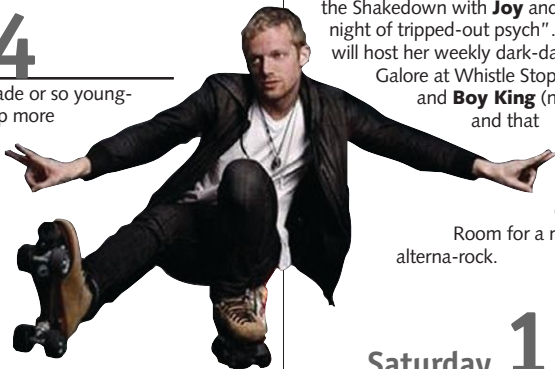 4
ade or so young-
p more
the Shakedown with Joy and
night of tripped-out psych".
will host her weekly dark-da
Galore at Whistle Stop
and Boy King (n
and that
Room for a
alterna-rock.
Saturday 1